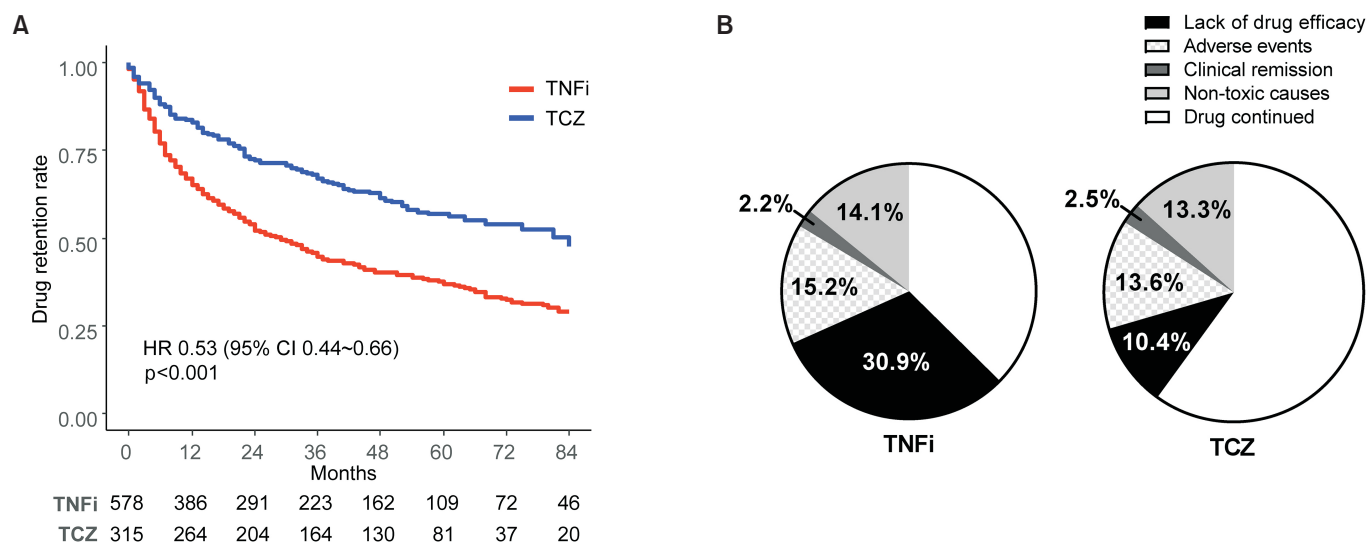 A
1.00
0.75
0.50
0.25
0.00
Drug retention rate
TNFi
TCZ
HR 0.53 (95% CI 0.44~0.66)
p<0.001
0 12 24 36 48 60 72 84
Months
TNFi 578 386 291 223 162 109 72 46
TCZ 315 264 204 164 130 81 37 20
B
Lack of drug efficacy
Adverse events
Clinical remission
Non-toxic causes
Drug continued
2.2%
14.1%
15.2%
30.9%
TNFi
2.5%
13.3%
13.6%
10.4%
TCZ